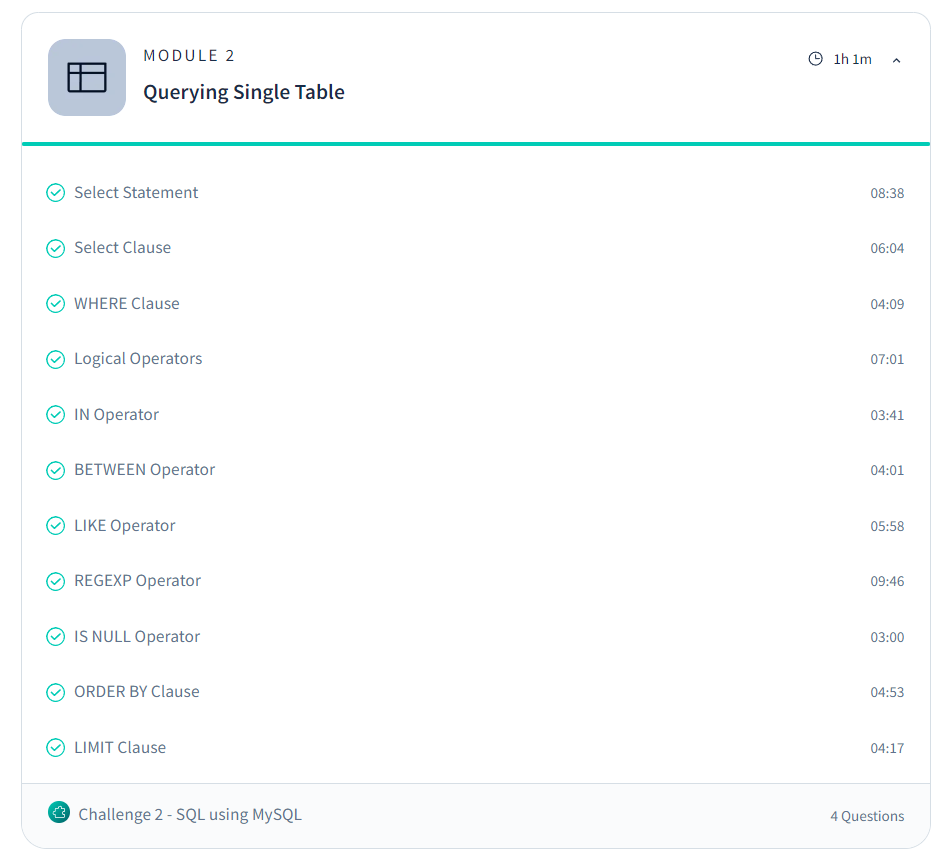 MODULE 2
1h 1m
Querying Single Table
Select Statement 08:38
Select Clause 06:04
WHERE Clause 04:09
Logical Operators 07:01
IN Operator 03:41
BETWEEN Operator 04:01
LIKE Operator 05:58
REGEXP Operator 09:46
IS NULL Operator 03:00
ORDER BY Clause 04:53
LIMIT Clause 04:17
Challenge 2 - SQL using MySQL 4 Questions